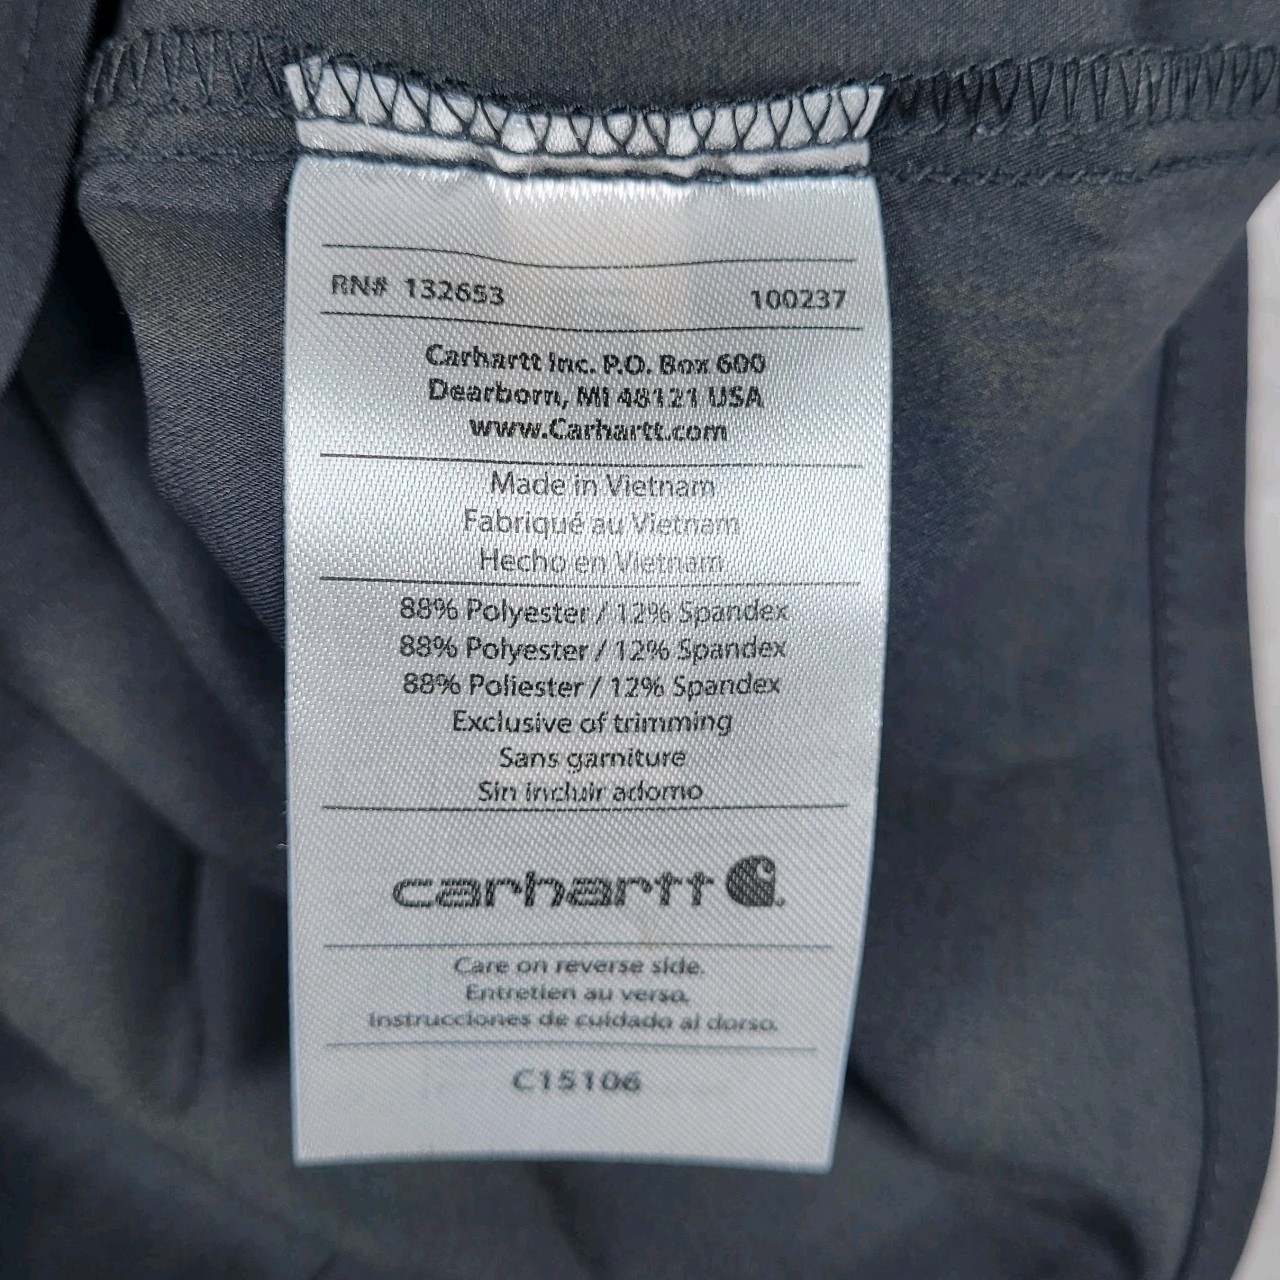 RN# 132653 100237
Carhartt Inc. P.O. Box 600
Dearborn, MI 48121 USA
www.Carhartt.com
Made in Vietnam
Fabriqué au Vietnam
Hecho en Vietnam
88% Polyester / 12% Spandex
88% Polyester / 12% Spandex
88% Poliester / 12% Spandex
Exclusive of trimming
Sans garniture
Sin incluir adorno
carhartt
Care on reverse side.
Entretien au verso.
Instrucciones de cuidado al dorso.
C15106